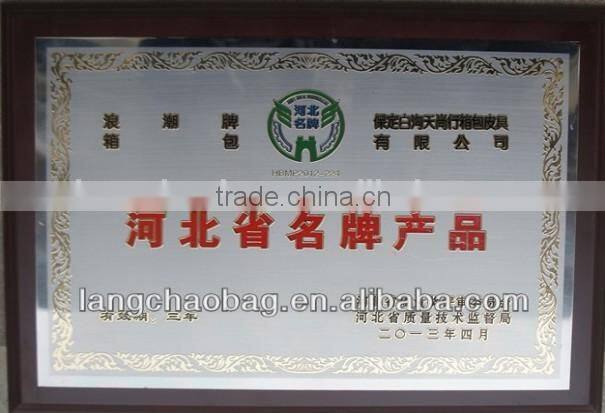 浪潮牌
箱包
河北
名牌
HBMP2012-224
保定白沟天尚行箱包皮具
有限公司
trade.china.cn
河北省名牌产品
langchaobag.en.alibaba.com
有效期：三年
河北省质量技术监督局
二〇一三年四月